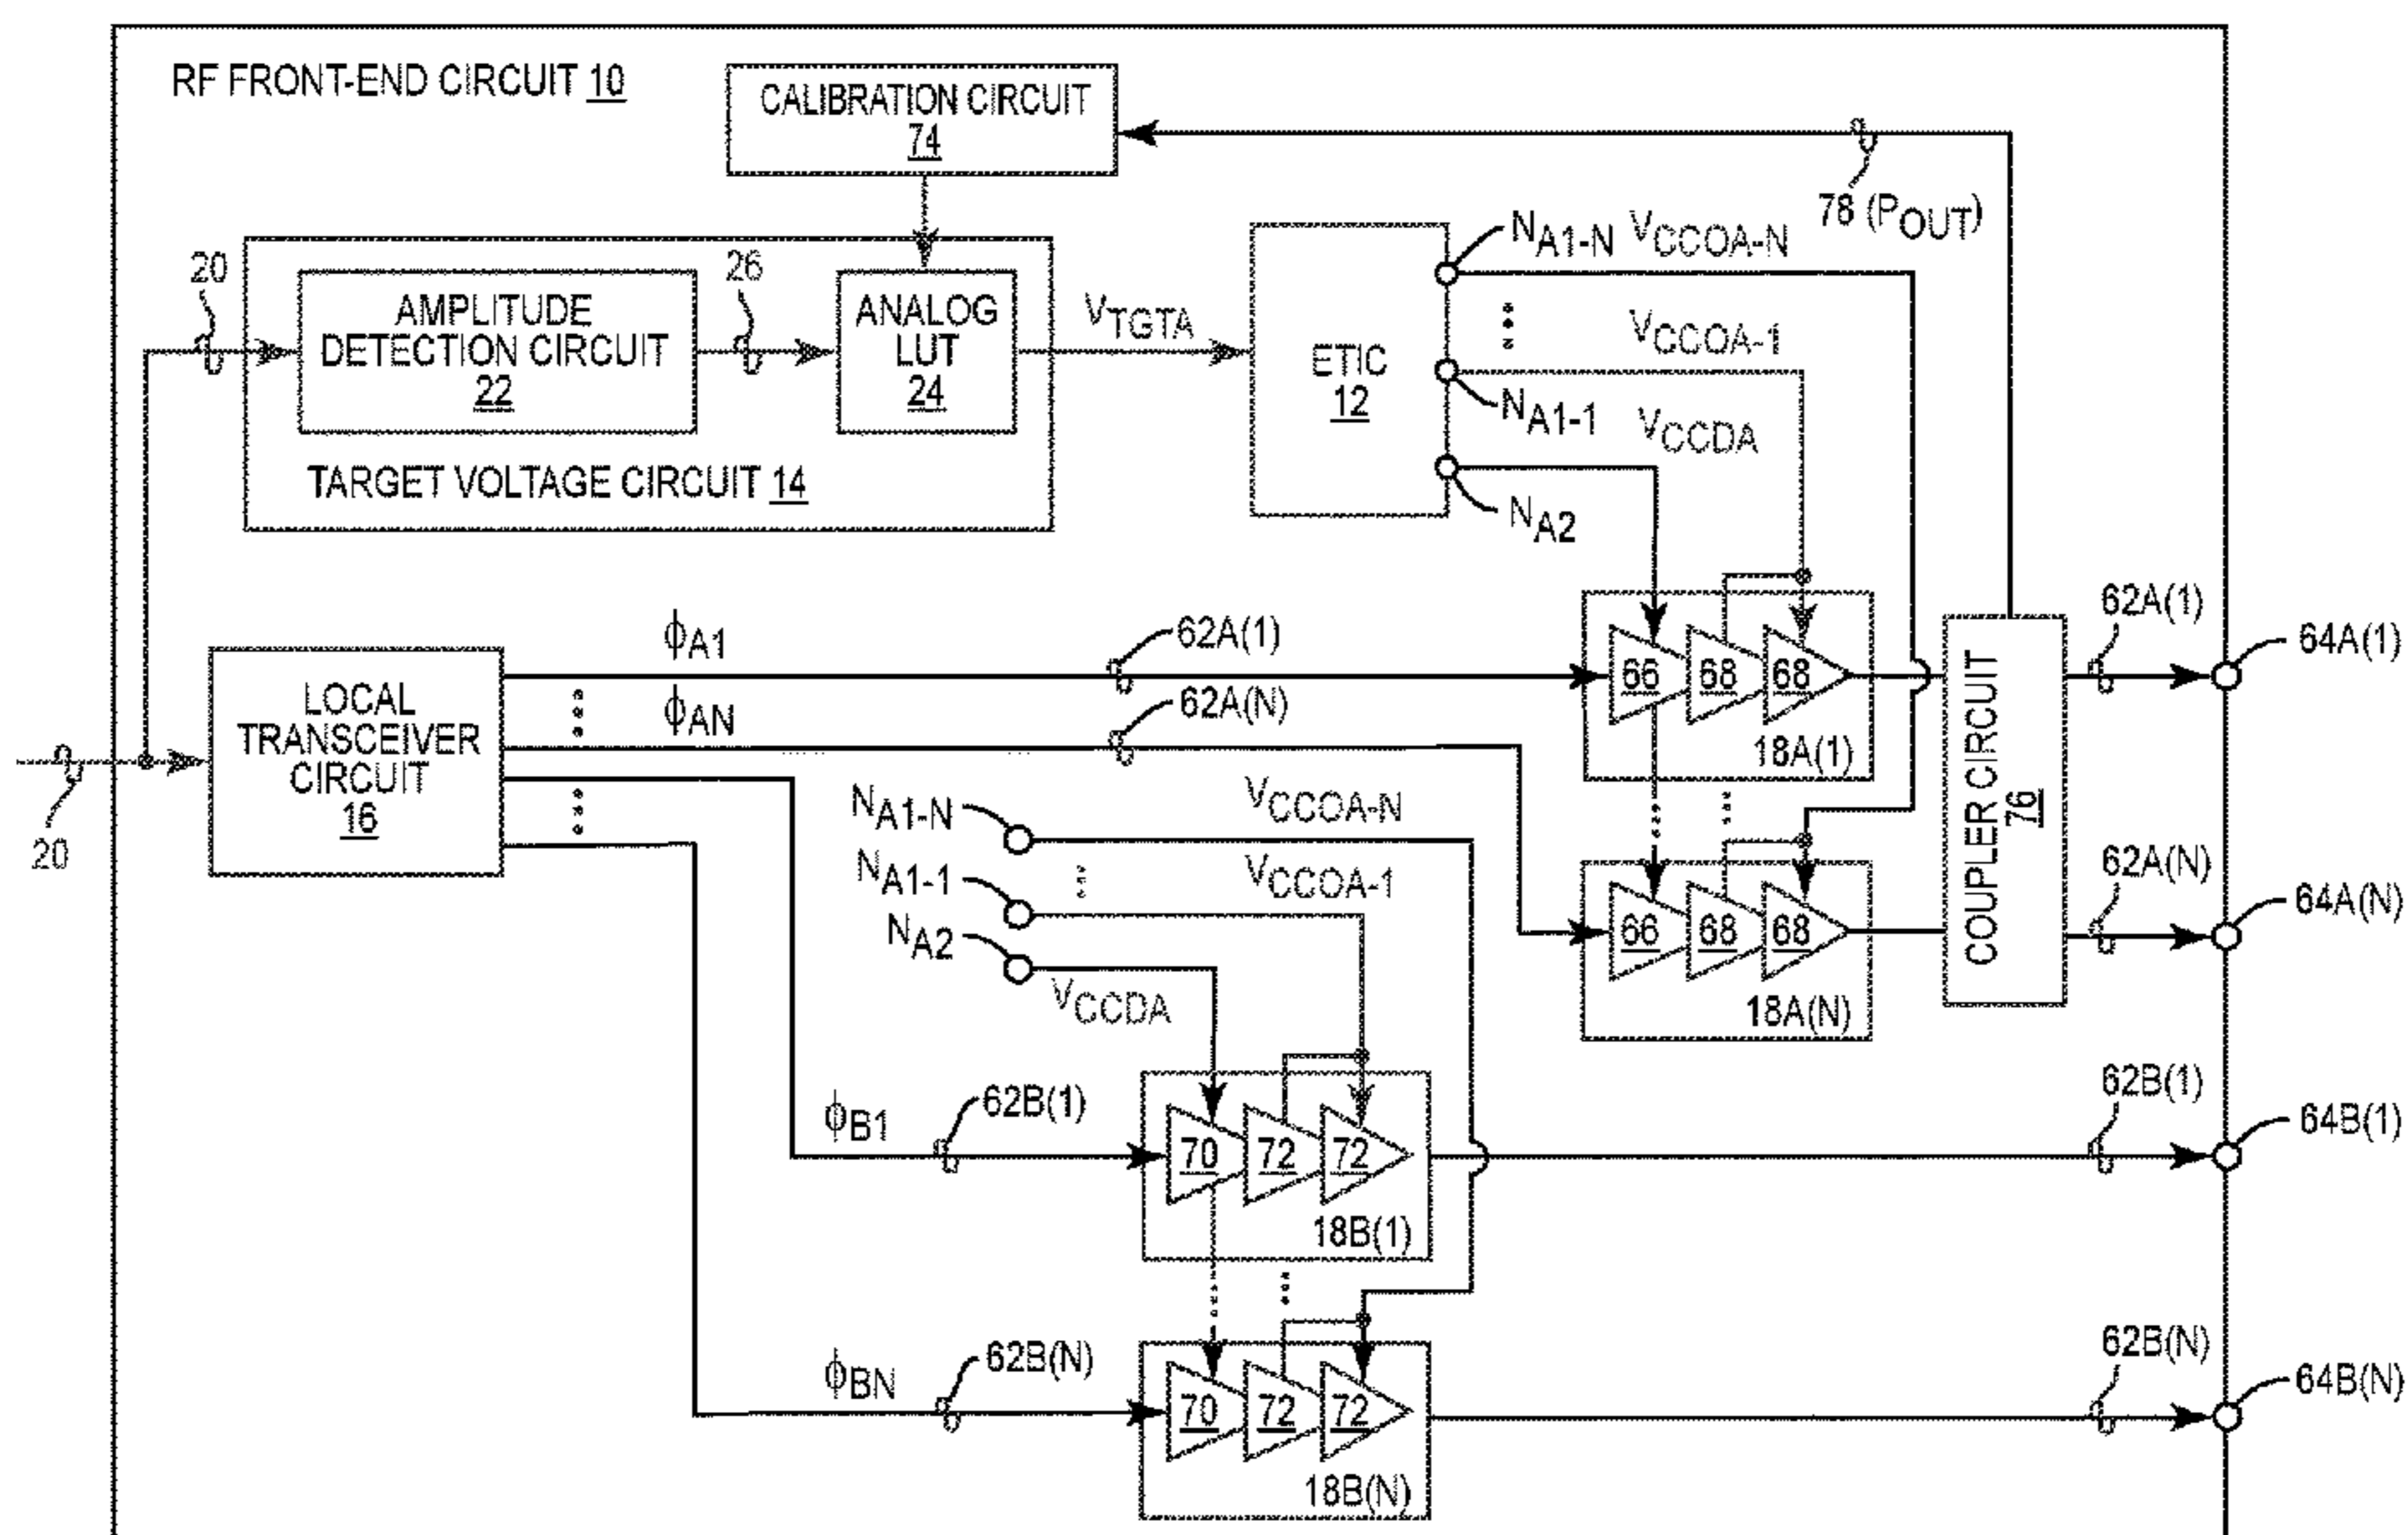 RF FRONT-END CIRCUIT 10
CALIBRATION CIRCUIT
74
78 (POUT)
20
AMPLITUDE
DETECTION CIRCUIT
22
26
ANALOG
LUT
24
TARGET VOLTAGE CIRCUIT 14
VTGTA
ETIC
12
NA1-N
VCCOA-N
VCCOA-1
NA1-1
VCCDA
NA2
20
LOCAL
TRANSCEIVER
CIRCUIT
16
ϕA1
62A(1)
ϕAN
62A(N)
66
68
68
18A(1)
66
68
68
18A(N)
COUPLER CIRCUIT
76
62A(1)
64A(1)
62A(N)
64A(N)
NA1-N
VCCOA-N
NA1-1
VCCOA-1
NA2
VCCDA
ϕB1
62B(1)
70
72
72
18B(1)
62B(1)
64B(1)
ϕBN
62B(N)
70
72
72
18B(N)
62B(N)
64B(N)